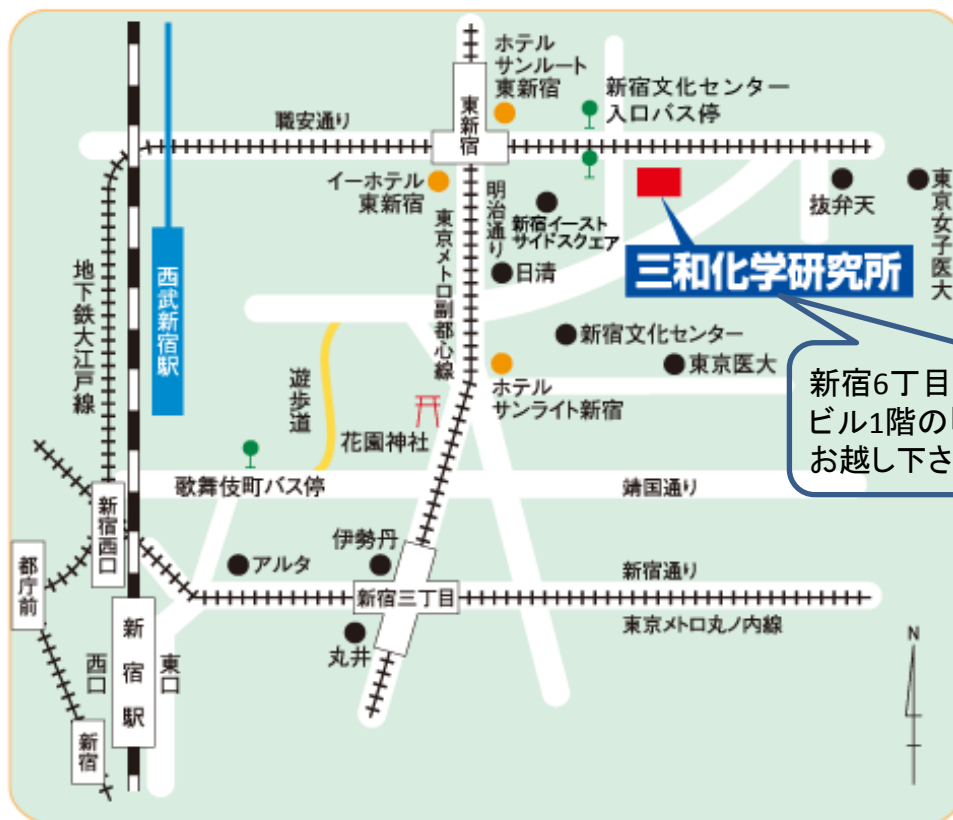 ホテル
サンルート
東新宿
新宿文化センター
入口バス停
職安通り
東新宿
イーホテル
東新宿
明治通り
新宿イースト
サイドスクェア
抜弁天
東京女子医大
東京メトロ副都心線
日清
三和化学研究所
地下鉄大江戸線
西武新宿駅
新宿文化センター
東京医大
遊歩道
ホテル
サンライト新宿
新宿6丁目
ビル1階の
お越し下さ
花園神社
歌舞伎町バス停
靖国通り
新宿西口
都庁前
アルタ
伊勢丹
新宿三丁目
新宿通り
東京メトロ丸ノ内線
丸井
新宿駅
西口
東口
新宿
N